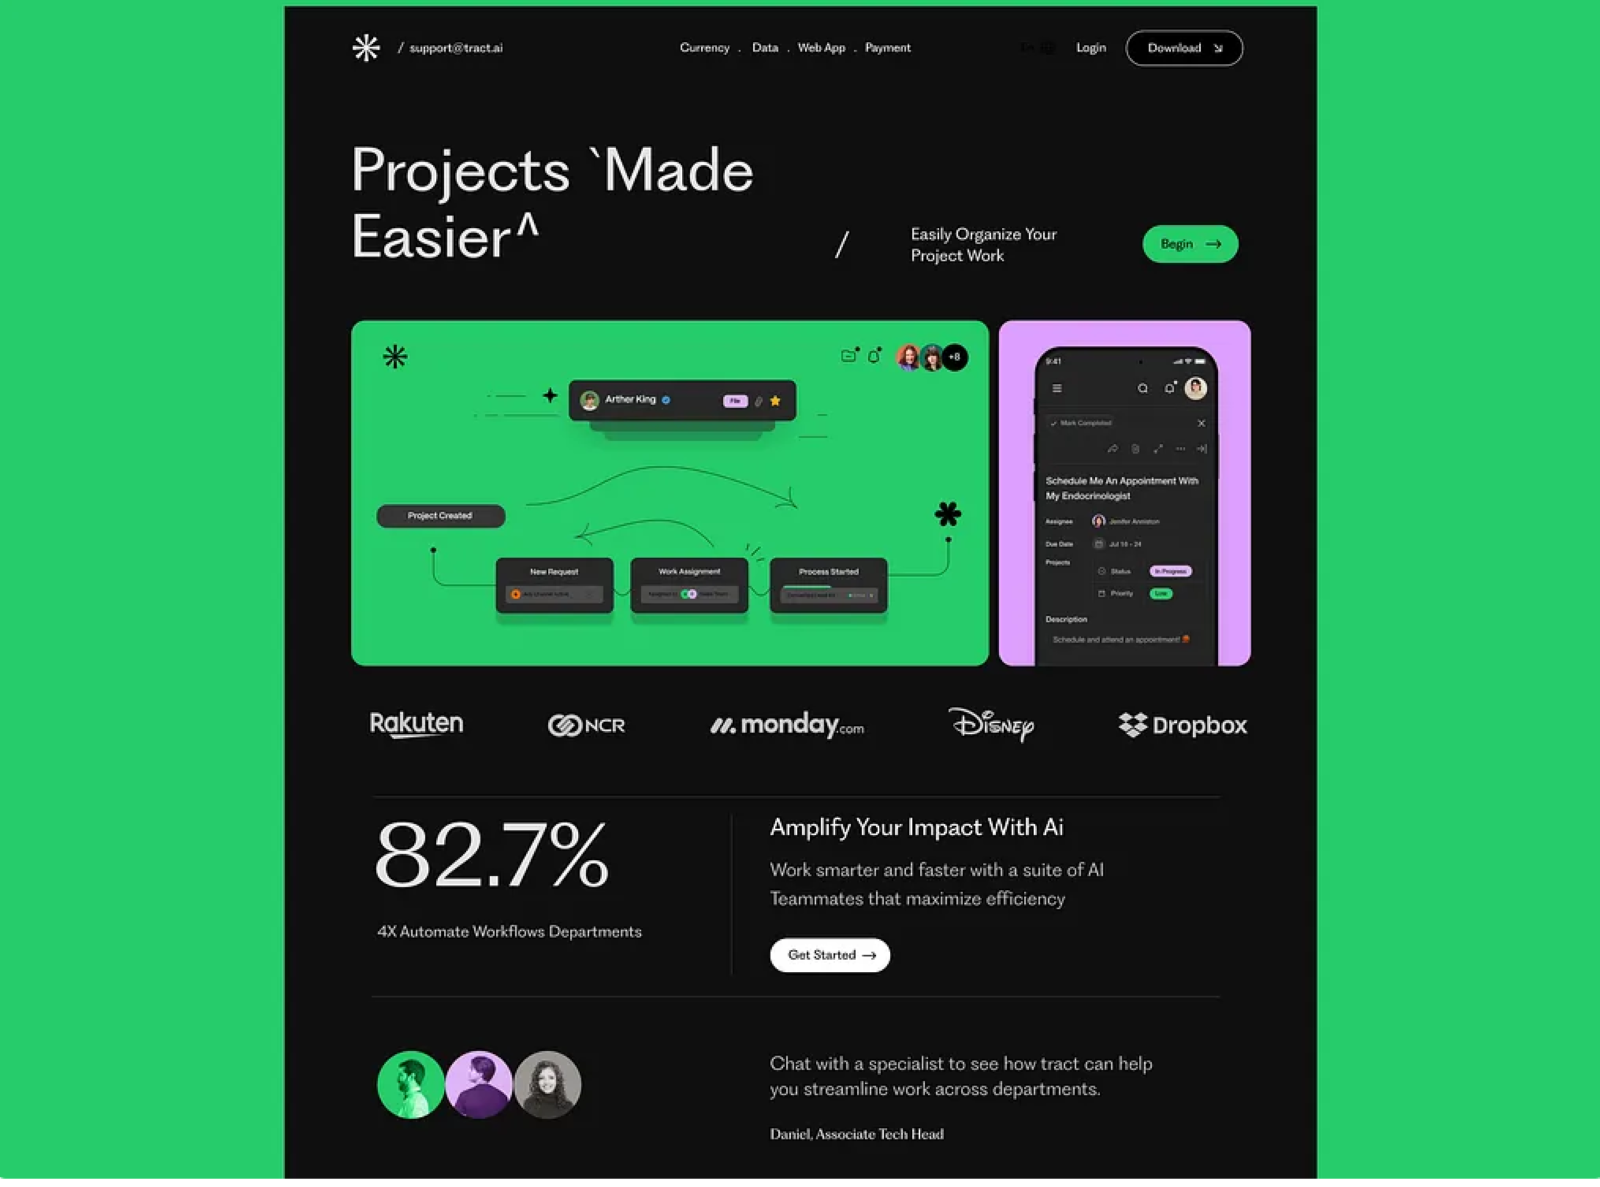 / support@tract.ai
Currency . Data . Web App . Payment
Login
Download
Projects `Made
Easier^
/
Easily Organize Your
Project Work
Begin
+8
Arther King
File
Project Created
New Request
Work Assignment
Process Started
9:41
Mark Completed
Schedule Me An Appointment With
My Endocrinologist
Assignee
Jenifer Anniston
Due Date
Jul 18 - 24
Projects
Status
In Progress
Priority
Low
Description
Schedule and attend an appointment!
Rakuten
NCR
monday.com
Disney
Dropbox
82.7%
4X Automate Workflows Departments
Amplify Your Impact With Ai
Work smarter and faster with a suite of AI
Teammates that maximize efficiency
Get Started
Chat with a specialist to see how tract can help
you streamline work across departments.
Daniel, Associate Tech Head